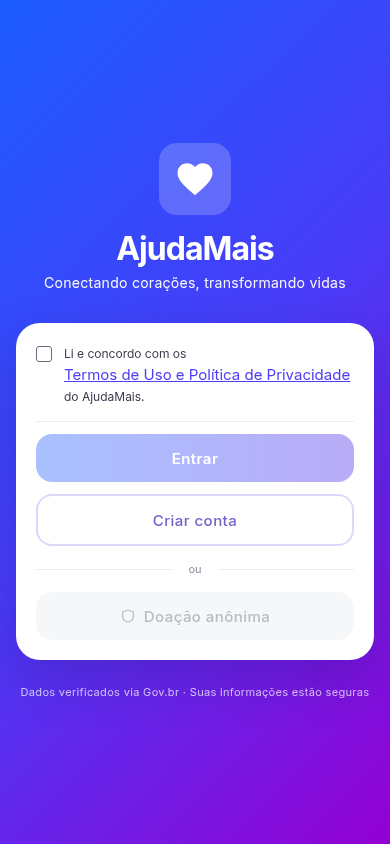 AjudaMais
Conectando corações, transformando vidas
Li e concordo com os
Termos de Uso e Política de Privacidade
do AjudaMais.
Entrar
Criar conta
ou
Doação anônima
Dados verificados via Gov.br · Suas informações estão seguras